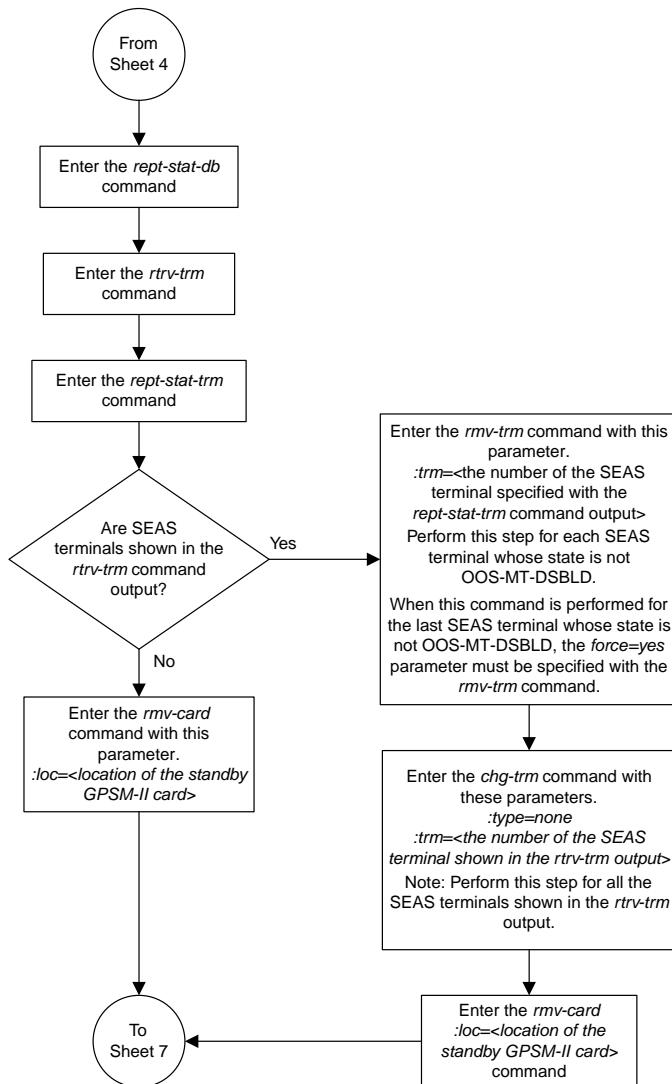 From
Sheet 4
Enter the rept-stat-db
command
Enter the rtrv-trm
command
Enter the rept-stat-trm
command
Are SEAS
terminals shown in the
rtrv-trm command
output?
Yes
No
Enter the rmv-trm command with this
parameter.
:trm=<the number of the SEAS
terminal specified with the
rept-stat-trm command output>
Perform this step for each SEAS
terminal whose state is not
OOS-MT-DSBLD.
When this command is performed for
the last SEAS terminal whose state is
not OOS-MT-DSBLD, the force=yes
parameter must be specified with the
rmv-trm command.
Enter the rmv-card
command with this
parameter.
:loc=<location of the standby
GPSM-II card>
Enter the chg-trm command with
these parameters.
:type=none
:trm=<the number of the SEAS
terminal shown in the rtrv-trm output>
Note: Perform this step for all the
SEAS terminals shown in the rtrv-trm
output.
Enter the rmv-card
:loc=<location of the
standby GPSM-II card>
command
To
Sheet 7